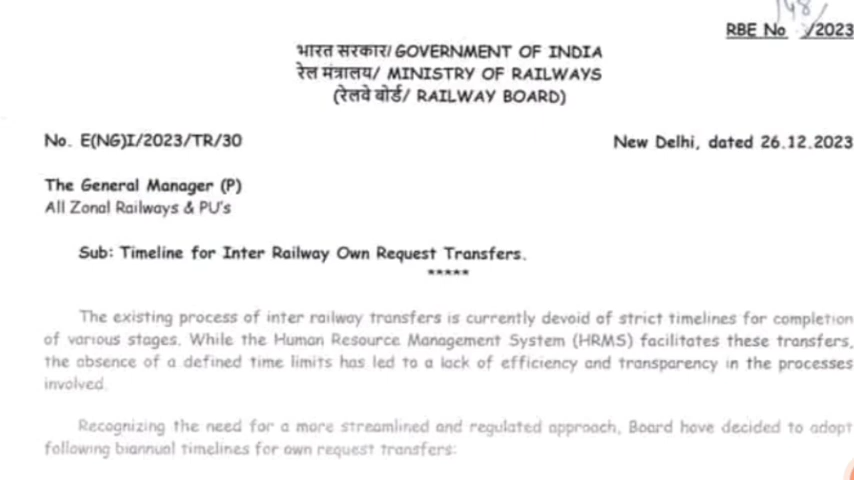 148
RBE No /2023
भारत सरकार/ GOVERNMENT OF INDIA
रेल मंत्रालय/ MINISTRY OF RAILWAYS
(रेलवे बोर्ड/ RAILWAY BOARD)
No. E(NG)I/2023/TR/30 New Delhi, dated 26.12.2023
The General Manager (P)
All Zonal Railways & PU's
Sub: Timeline for Inter Railway Own Request Transfers.
*****
The existing process of inter railway transfers is currently devoid of strict timelines for completion
of various stages. While the Human Resource Management System (HRMS) facilitates these transfers,
the absence of a defined time limits has led to a lack of efficiency and transparency in the processes
involved.
Recognizing the need for a more streamlined and regulated approach, Board have decided to adopt
following biannual timelines for own request transfers: